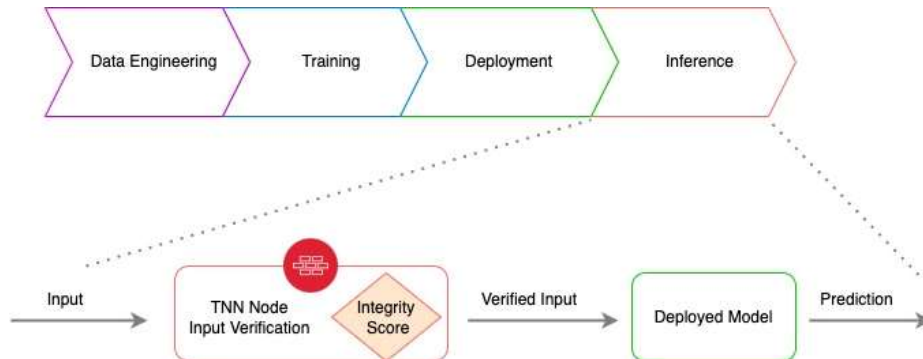 Data Engineering
Training
Deployment
Inference
Input
TNN Node
Input Verification
Integrity
Score
Verified Input
Deployed Model
Prediction